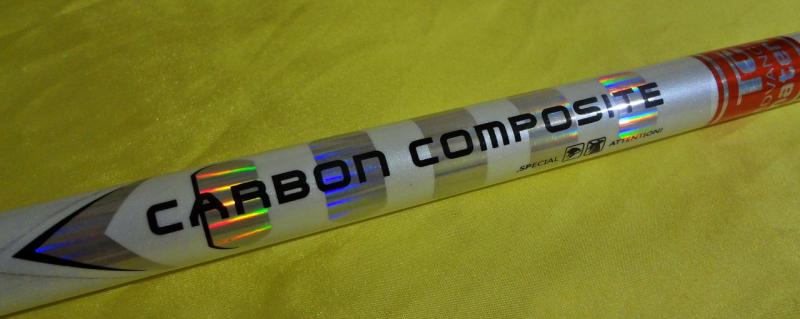 CARBON COMPOSITE
.SPECIAL ATTENTION!